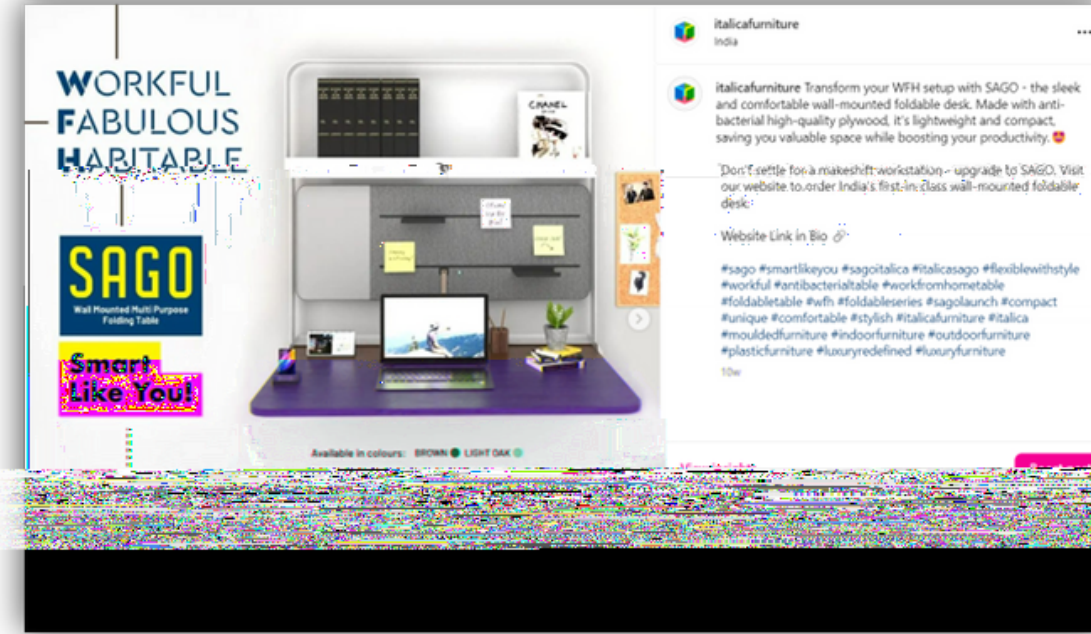 WORKFUL
FABULOUS
HABITABLE
SAGO
Wall Mounted Multi Purpose
Folding Table
Smart
Like You!
CHANEL
Available in colours: BROWN LIGHT OAK
italicafurniture
India
italicafurniture Transform your WFH setup with SAGO - the sleek
and comfortable wall-mounted foldable desk. Made with anti-
bacterial high-quality plywood, it's lightweight and compact,
saving you valuable space while boosting your productivity. 🤩
Don't settle for a makeshift workstation - upgrade to SAGO. Visit
our website to order India's first-in-class wall-mounted foldable
desk.
Website Link in Bio 🔗
#sago #smartlikeyou #sagoitalica #italicasago #flexiblewithstyle
#workful #antibacterialtable #workfromhometable
#foldabletable #wfh #foldableseries #sagolaunch #compact
#unique #comfortable #stylish #italicafurniture #italica
#mouldedfurniture #indoorfurniture #outdoorfurniture
#plasticfurniture #luxuryredefined #luxuryfurniture
10w